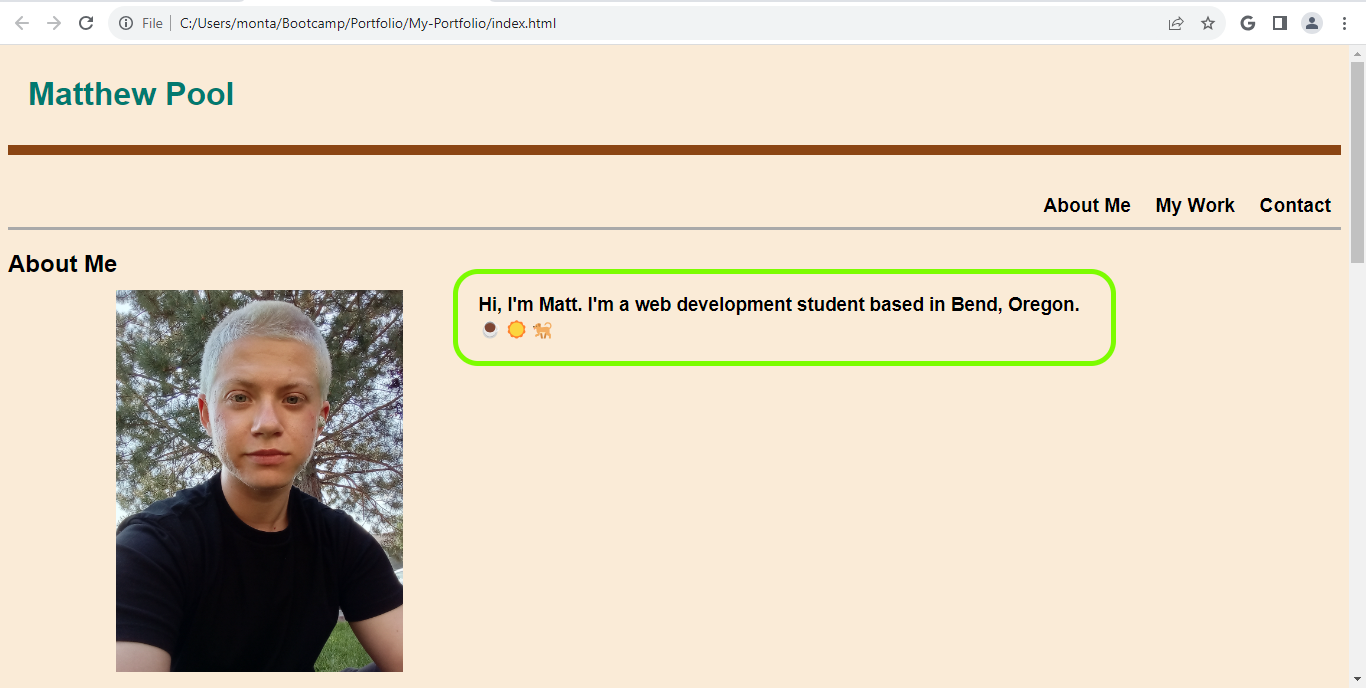 File | C:/Users/monta/Bootcamp/Portfolio/My-Portfolio/index.html
Matthew Pool
About Me My Work Contact
About Me
Hi, I'm Matt. I'm a web development student based in Bend, Oregon.
☕ 🌞 🐈